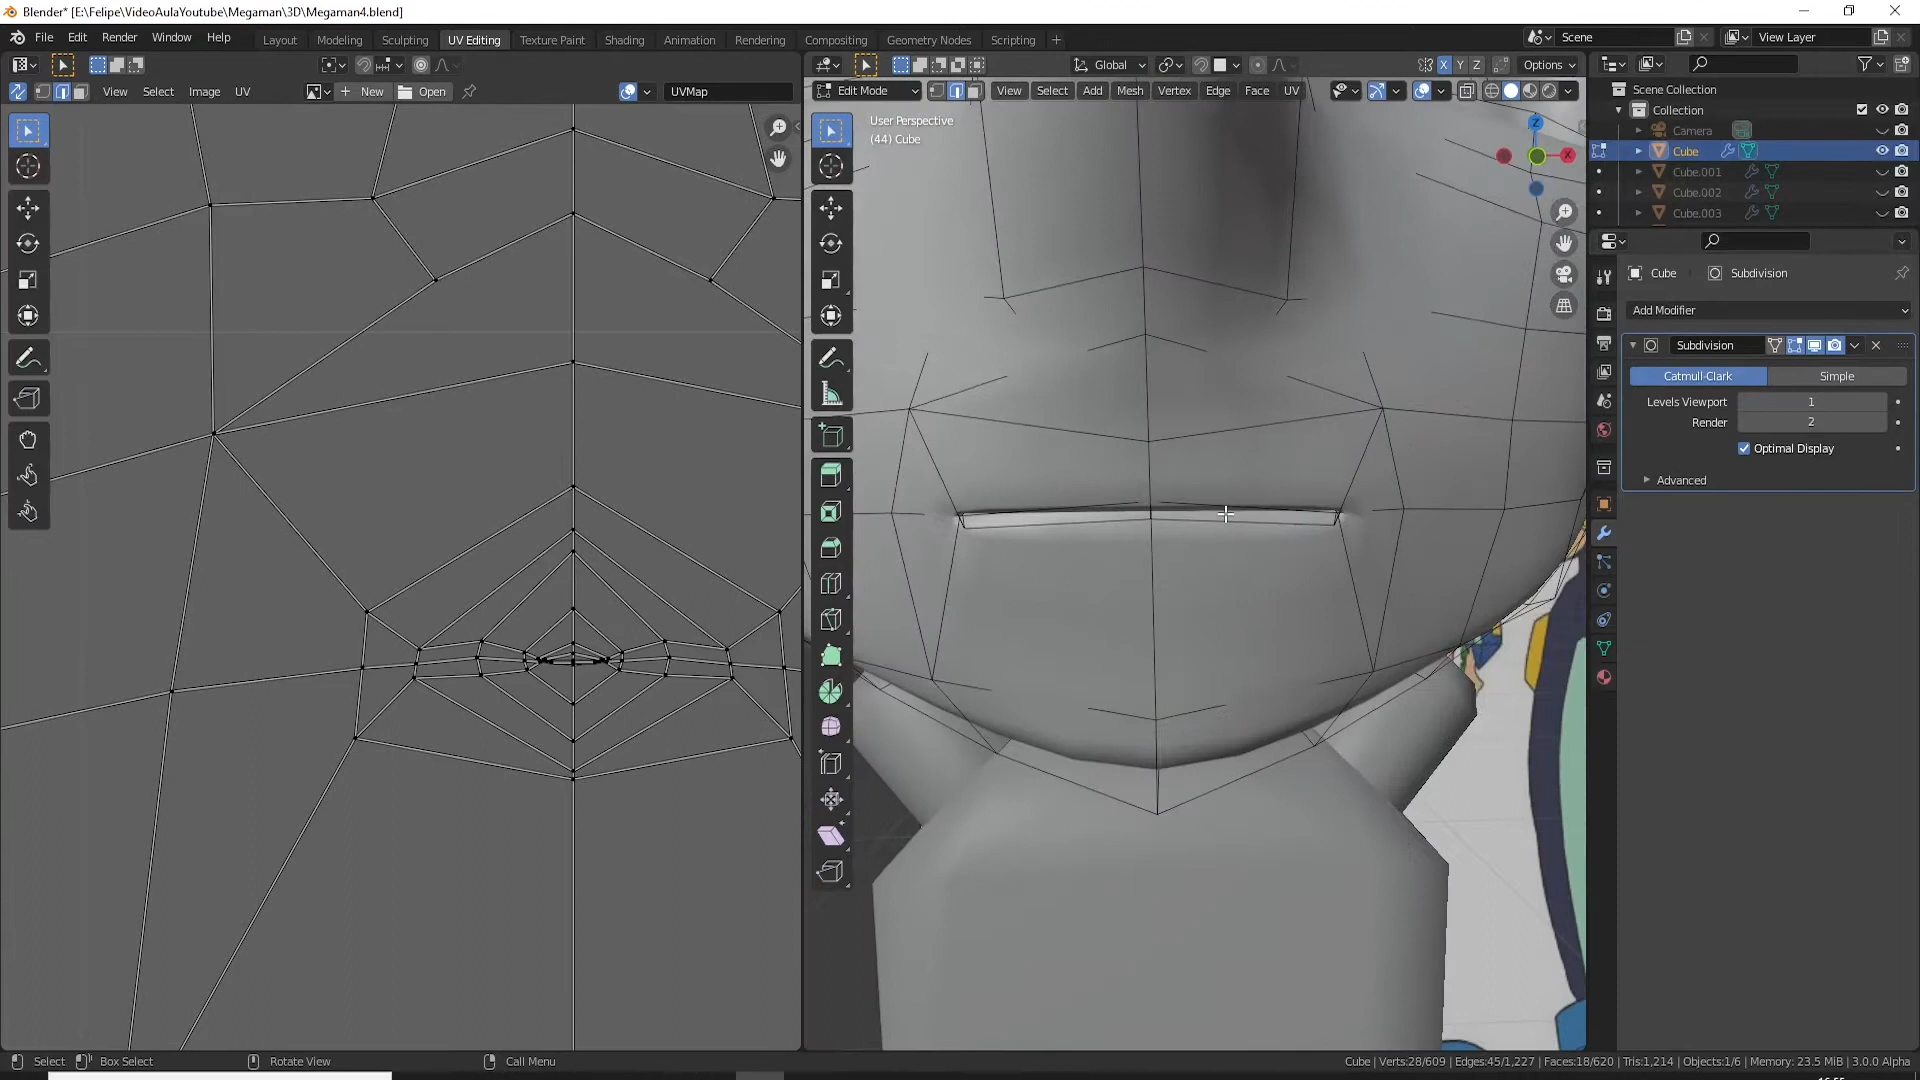 Blender* [E:\Felipe\VideoAulaYoutube\Megaman\3D\Megaman4.blend]
File Edit Render Window Help
Layout Modeling Sculpting UV Editing Texture Paint Shading Animation Rendering Compositing Geometry Nodes Scripting +
Scene
View Layer
Global
X Y Z
Options
View Select Image UV
New Open
UVMap
Edit Mode
View Select Add Mesh Vertex Edge Face UV
User Perspective
(44) Cube
Z
X
Scene Collection
Collection
Camera
Cube
Cube.001
Cube.002
Cube.003
Cube Subdivision
Add Modifier
Subdivision
Catmull-Clark Simple
Levels Viewport 1
Render 2
Optimal Display
Advanced
Select Box Select Rotate View Call Menu
Cube | Verts:28/609 | Edges:45/1,227 | Faces:18/620 | Tris:1,214 | Objects:1/6 | Memory: 23.5 MiB | 3.0.0 Alpha